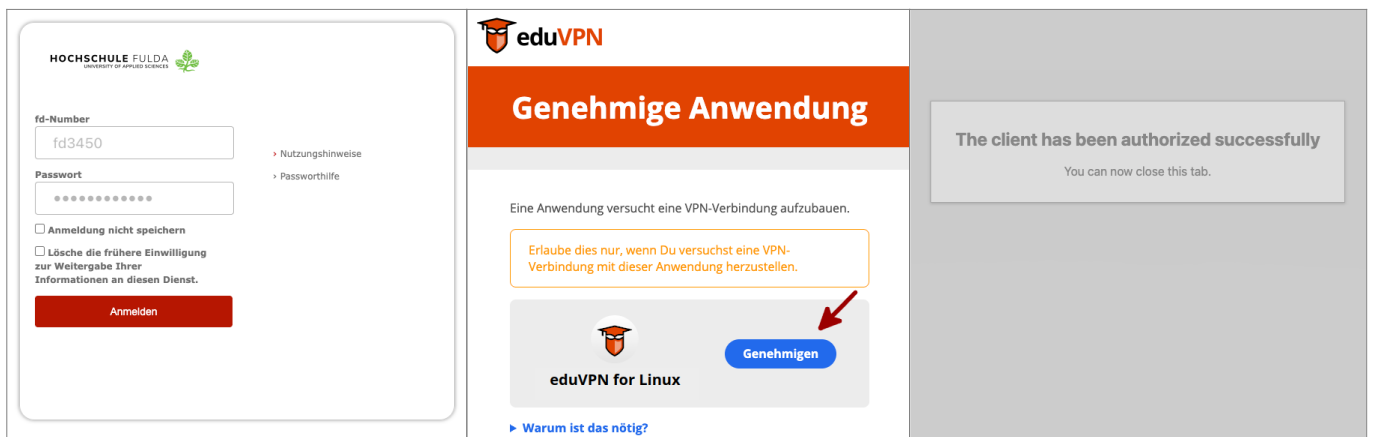 HOCHSCHULE FULDA
UNIVERSITY OF APPLIED SCIENCES
fd-Number
fd3450
› Nutzungshinweise
Passwort
› Passworthilfe
••••••••••••
Anmeldung nicht speichern
Lösche die frühere Einwilligung
zur Weitergabe Ihrer
Informationen an diesen Dienst.
Anmelden
eduVPN
Genehmige Anwendung
Eine Anwendung versucht eine VPN-Verbindung aufzubauen.
Erlaube dies nur, wenn Du versuchst eine VPN-
Verbindung mit dieser Anwendung herzustellen.
Genehmigen
eduVPN for Linux
Warum ist das nötig?
The client has been authorized successfully
You can now close this tab.